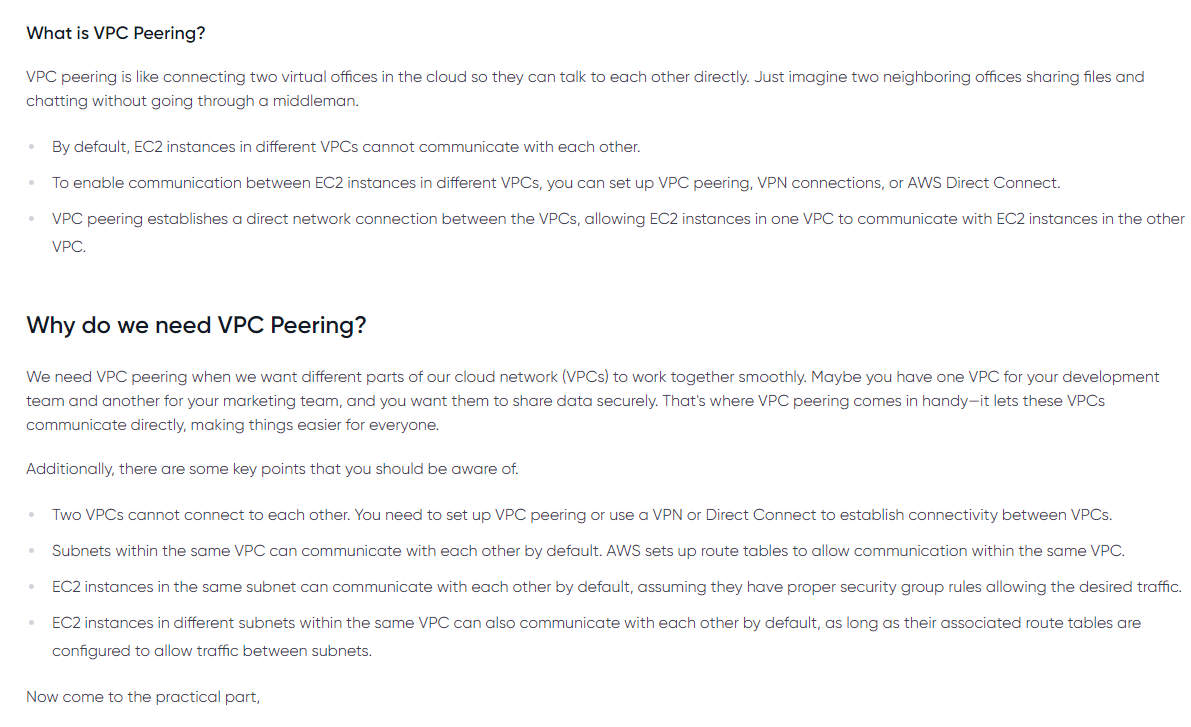 What is VPC Peering?
VPC peering is like connecting two virtual offices in the cloud so they can talk to each other directly. Just imagine two neighboring offices sharing files and
chatting without going through a middleman.
By default, EC2 instances in different VPCs cannot communicate with each other.
To enable communication between EC2 instances in different VPCs, you can set up VPC peering, VPN connections, or AWS Direct Connect.
VPC peering establishes a direct network connection between the VPCs, allowing EC2 instances in one VPC to communicate with EC2 instances in the other
VPC.
Why do we need VPC Peering?
We need VPC peering when we want different parts of our cloud network (VPCs) to work together smoothly. Maybe you have one VPC for your development
team and another for your marketing team, and you want them to share data securely. That's where VPC peering comes in handy—it lets these VPCs
communicate directly, making things easier for everyone.
Additionally, there are some key points that you should be aware of.
Two VPCs cannot connect to each other. You need to set up VPC peering or use a VPN or Direct Connect to establish connectivity between VPCs.
Subnets within the same VPC can communicate with each other by default. AWS sets up route tables to allow communication within the same VPC.
EC2 instances in the same subnet can communicate with each other by default, assuming they have proper security group rules allowing the desired traffic.
EC2 instances in different subnets within the same VPC can also communicate with each other by default, as long as their associated route tables are
configured to allow traffic between subnets.
Now come to the practical part,